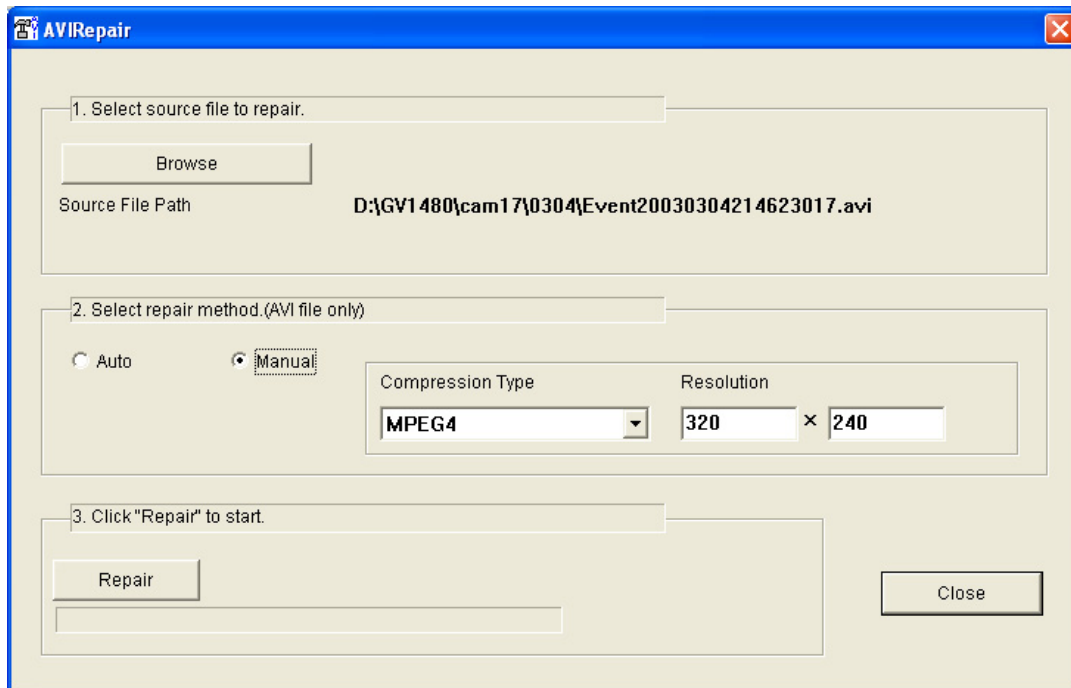 AVIRepair
1. Select source file to repair.
Browse
Source File Path D:\GV1480\cam17\0304\Event20030304214623017.avi
2. Select repair method.(AVI file only)
Auto Manual
Compression Type Resolution
MPEG4 320 × 240
3. Click "Repair" to start.
Repair
Close